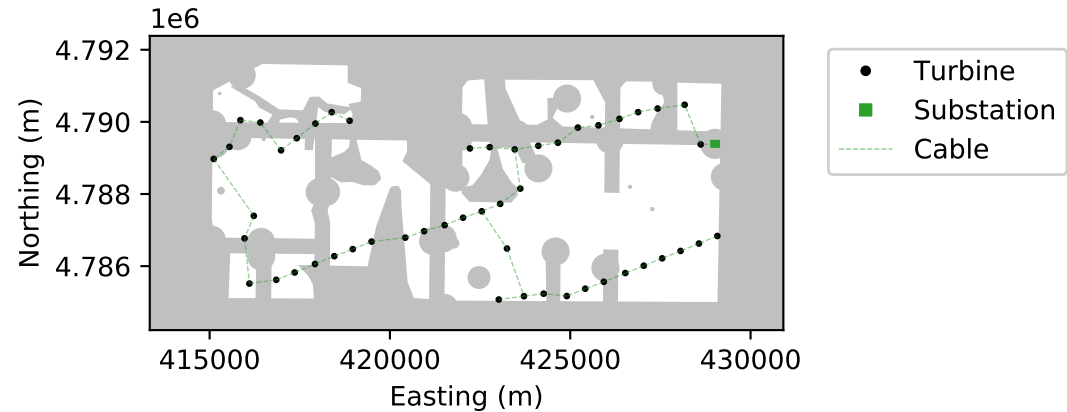 1e6
4.792
4.790
4.788
4.786
Northing (m)
415000 420000 425000 430000
Easting (m)
Turbine
Substation
Cable